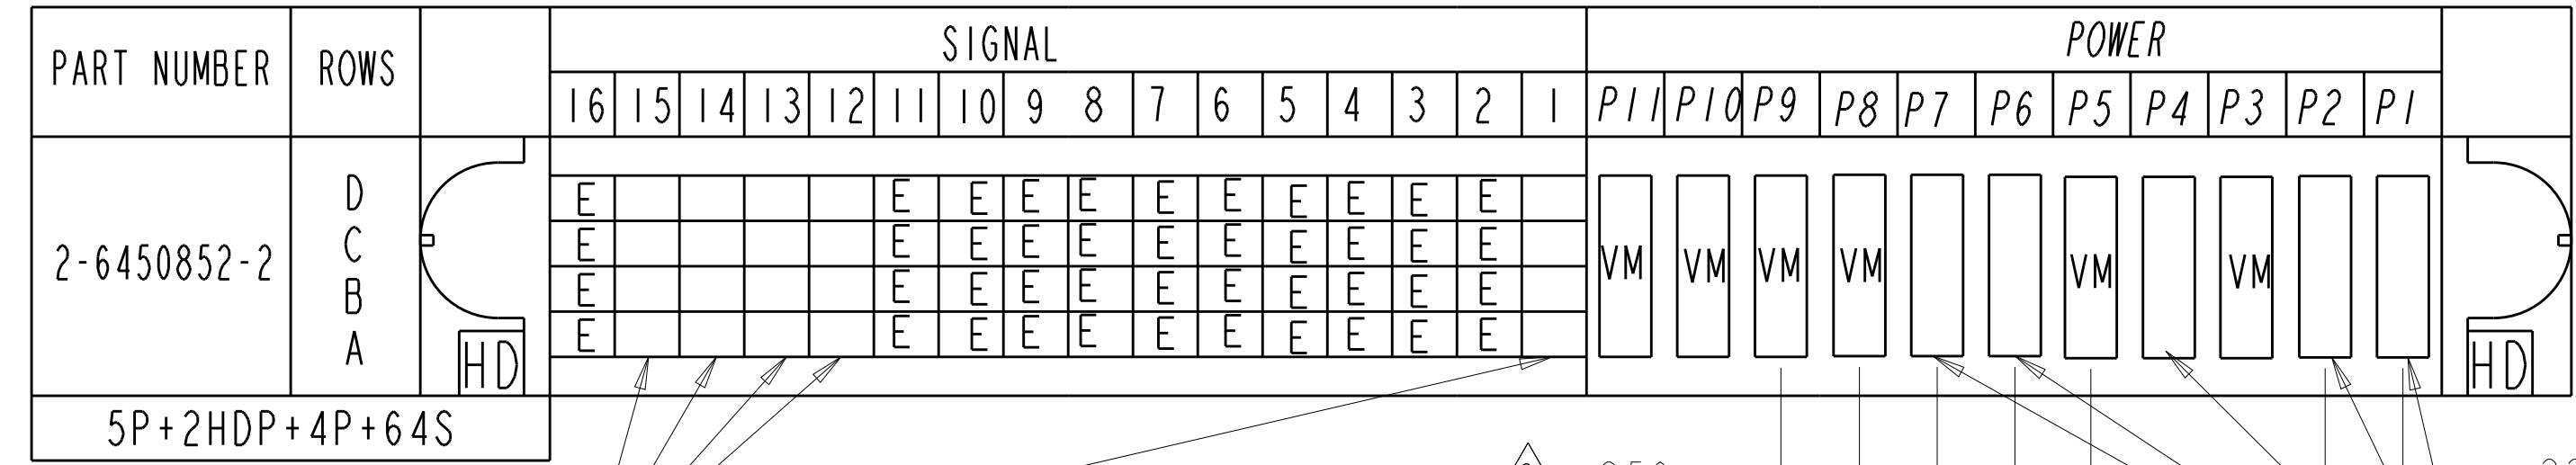 PART NUMBER ROWS SIGNAL POWER
16 15 14 13 12 11 10 9 8 7 6 5 4 3 2 1 P11 P10 P9 P8 P7 P6 P5 P4 P3 P2 P1
D E E E E E E E E E E E
2-6450852-2 C E E E E E E E E E E E VM VM VM VM VM VM
B E E E E E E E E E E E
A E E E E E E E E E E E
HD HD
5P+2HDP+4P+64S